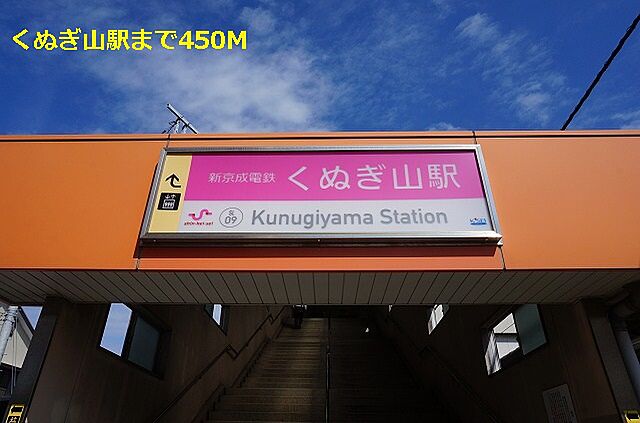 くぬぎ山駅まで450M
新京成電鉄 くぬぎ山駅
09 Kunugiyama Station